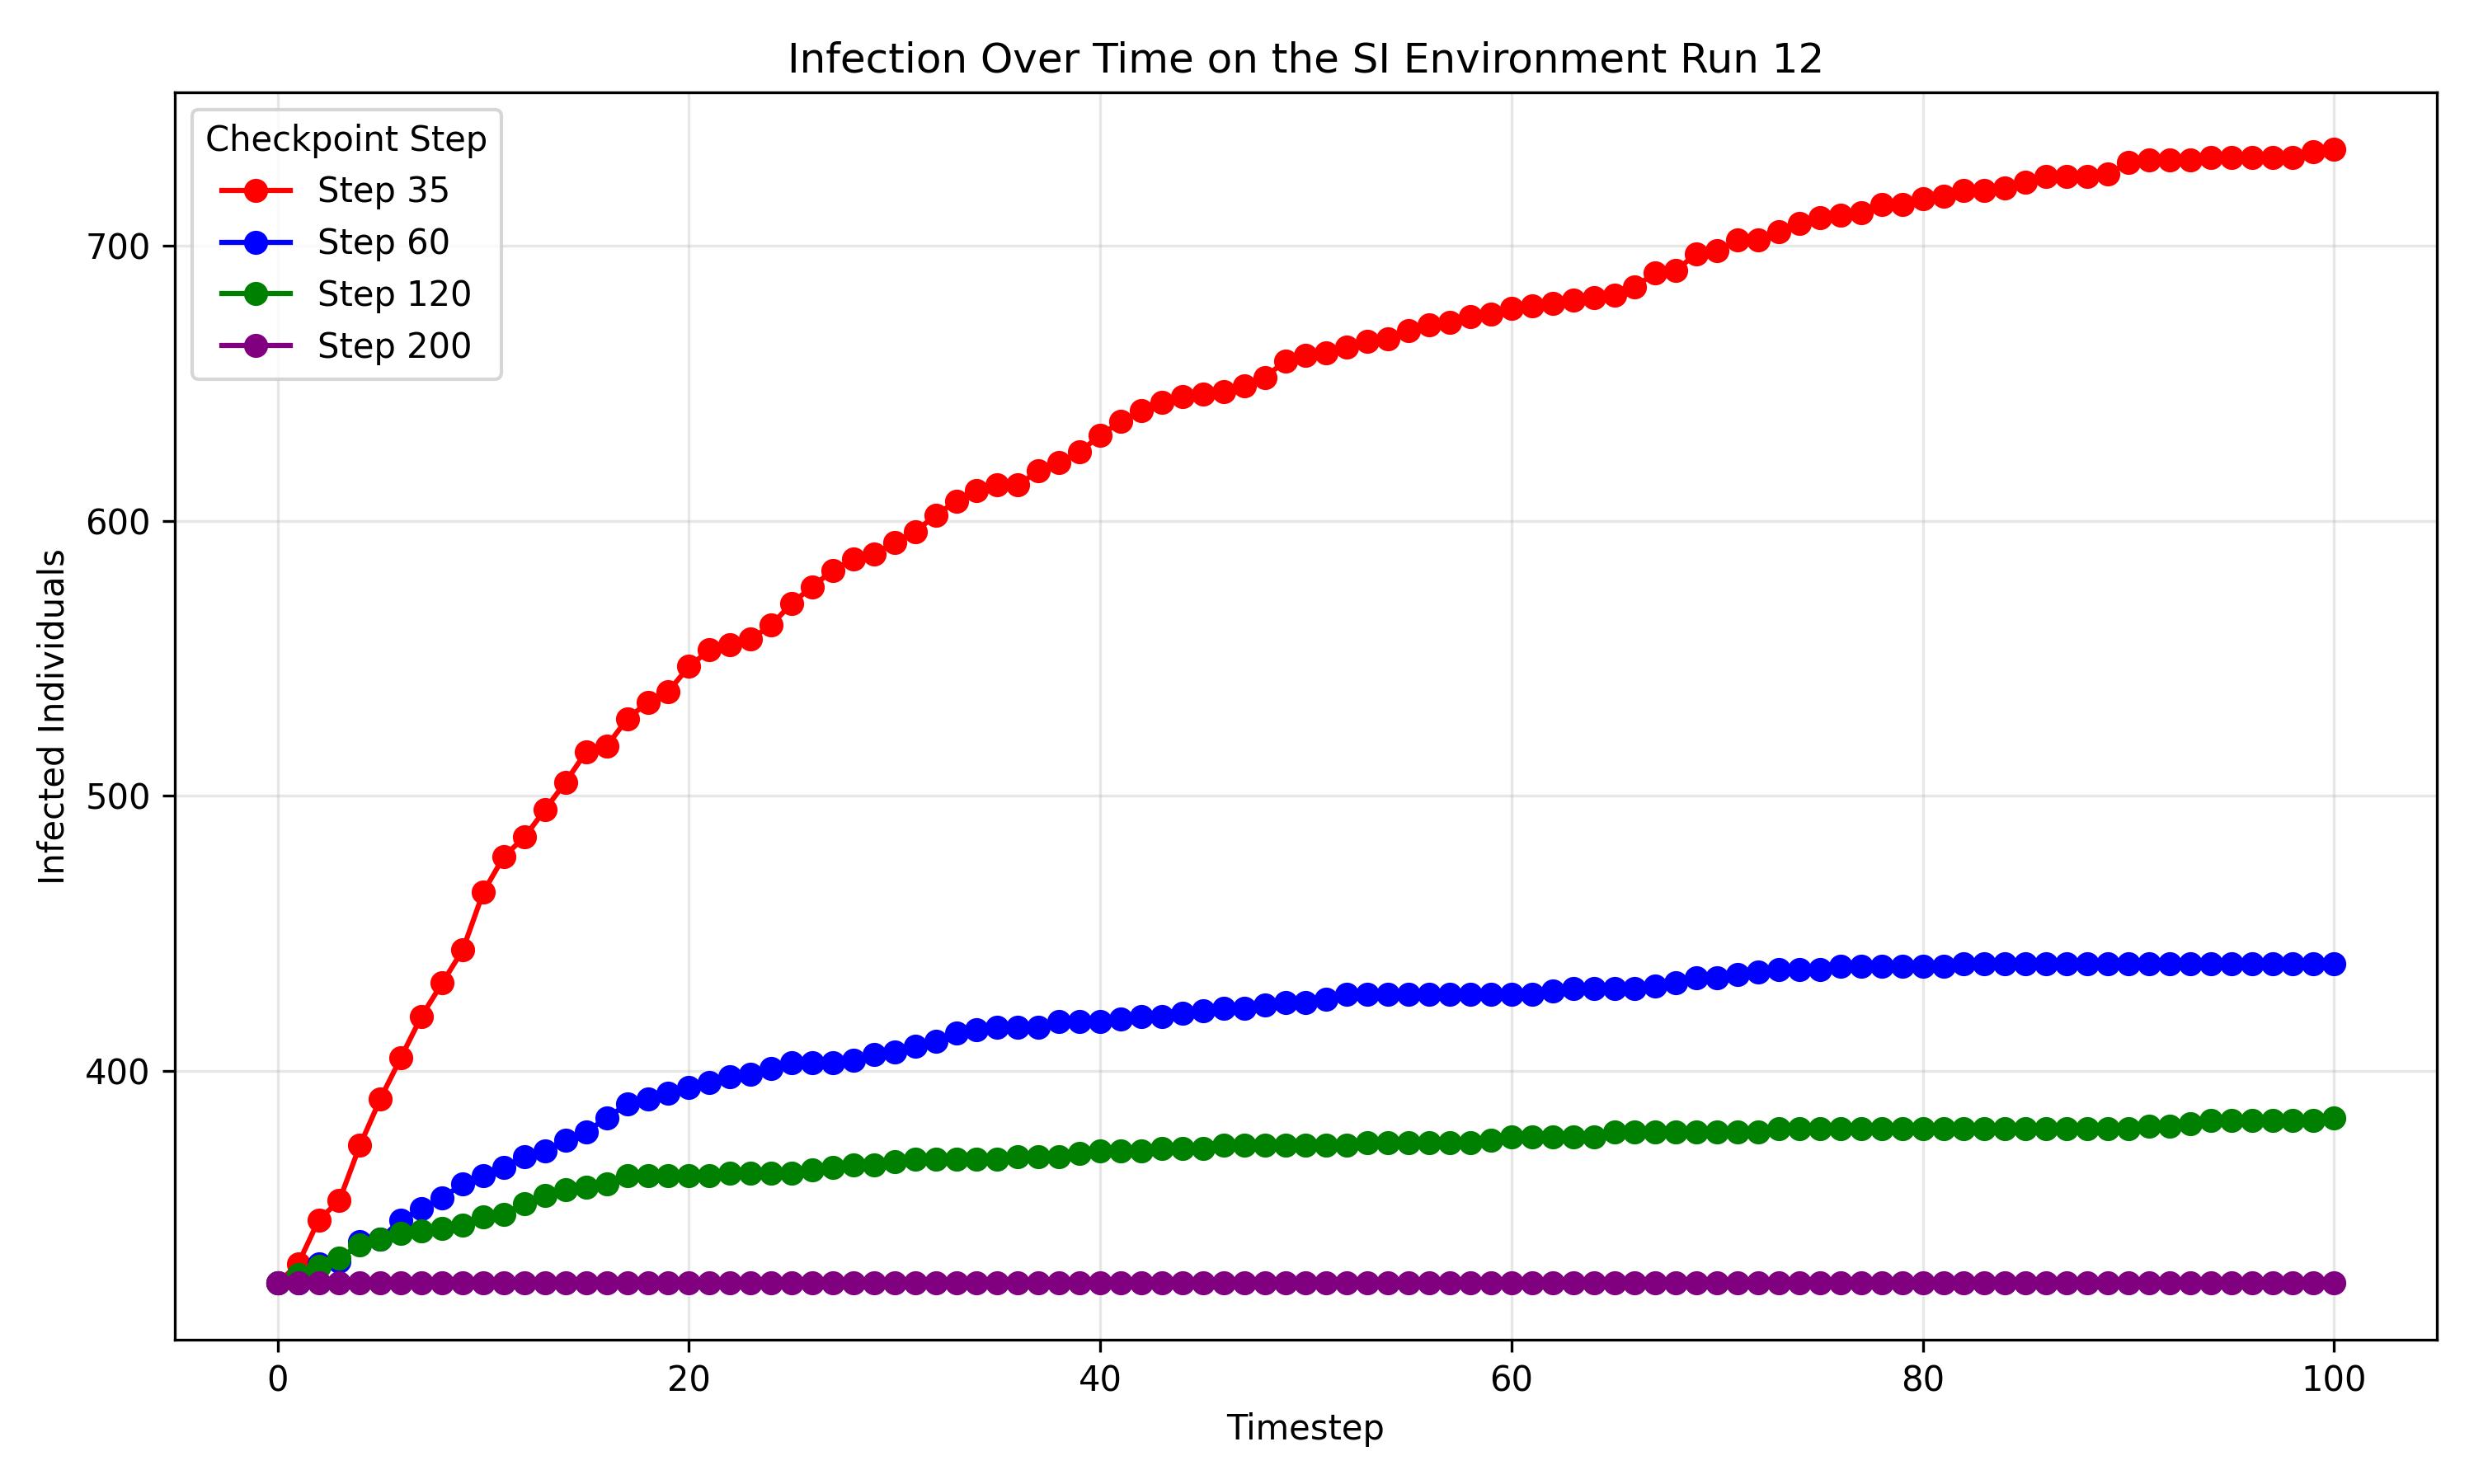 Infection Over Time on the SI Environment Run 12
Checkpoint Step
Step 35
Step 60
Step 120
Step 200
Infected Individuals
700
600
500
400
0 20 40 60 80 100
Timestep